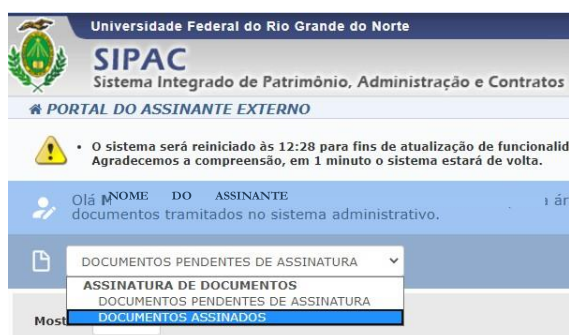 Universidade Federal do Rio Grande do Norte
SIPAC
Sistema Integrado de Patrimônio, Administração e Contratos
PORTAL DO ASSINANTE EXTERNO
• O sistema será reiniciado às 12:28 para fins de atualização de funcionalid
Agradecemos a compreensão, em 1 minuto o sistema estará de volta.
Olá NOME DO ASSINANTE ár
documentos tramitados no sistema administrativo.
DOCUMENTOS PENDENTES DE ASSINATURA
ASSINATURA DE DOCUMENTOS
DOCUMENTOS PENDENTES DE ASSINATURA
DOCUMENTOS ASSINADOS
Most